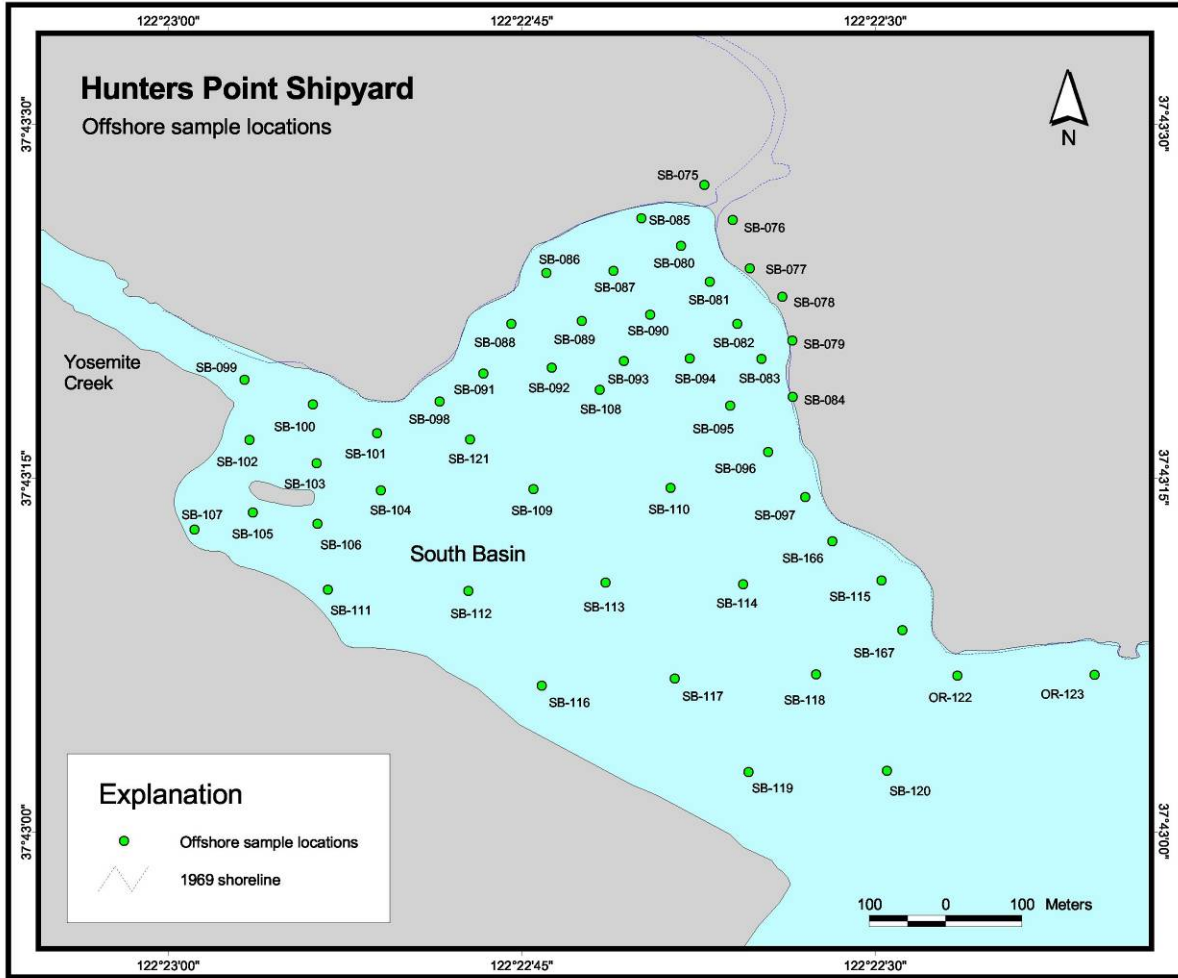 122°23'00"
122°22'45"
122°22'30"
Hunters Point Shipyard
Offshore sample locations
37°43'30"
37°43'30"
N
SB-075
SB-085
SB-076
SB-080
SB-086
SB-077
SB-087
SB-081
SB-078
SB-090
SB-088
SB-089
SB-082
SB-079
Yosemite
Creek
SB-099
SB-091
SB-092
SB-093
SB-094
SB-083
SB-108
SB-084
SB-100
SB-098
SB-095
SB-102
SB-101
SB-121
SB-096
SB-103
37°43'15"
37°43'15"
SB-104
SB-109
SB-110
SB-097
SB-107
SB-105
SB-106
South Basin
SB-166
SB-111
SB-112
SB-113
SB-114
SB-115
SB-167
SB-116
SB-117
SB-118
OR-122
OR-123
SB-119
SB-120
Explanation
Offshore sample locations
1969 shoreline
37°43'00"
37°43'00"
100 0 100 Meters
122°23'00"
122°22'45"
122°22'30"